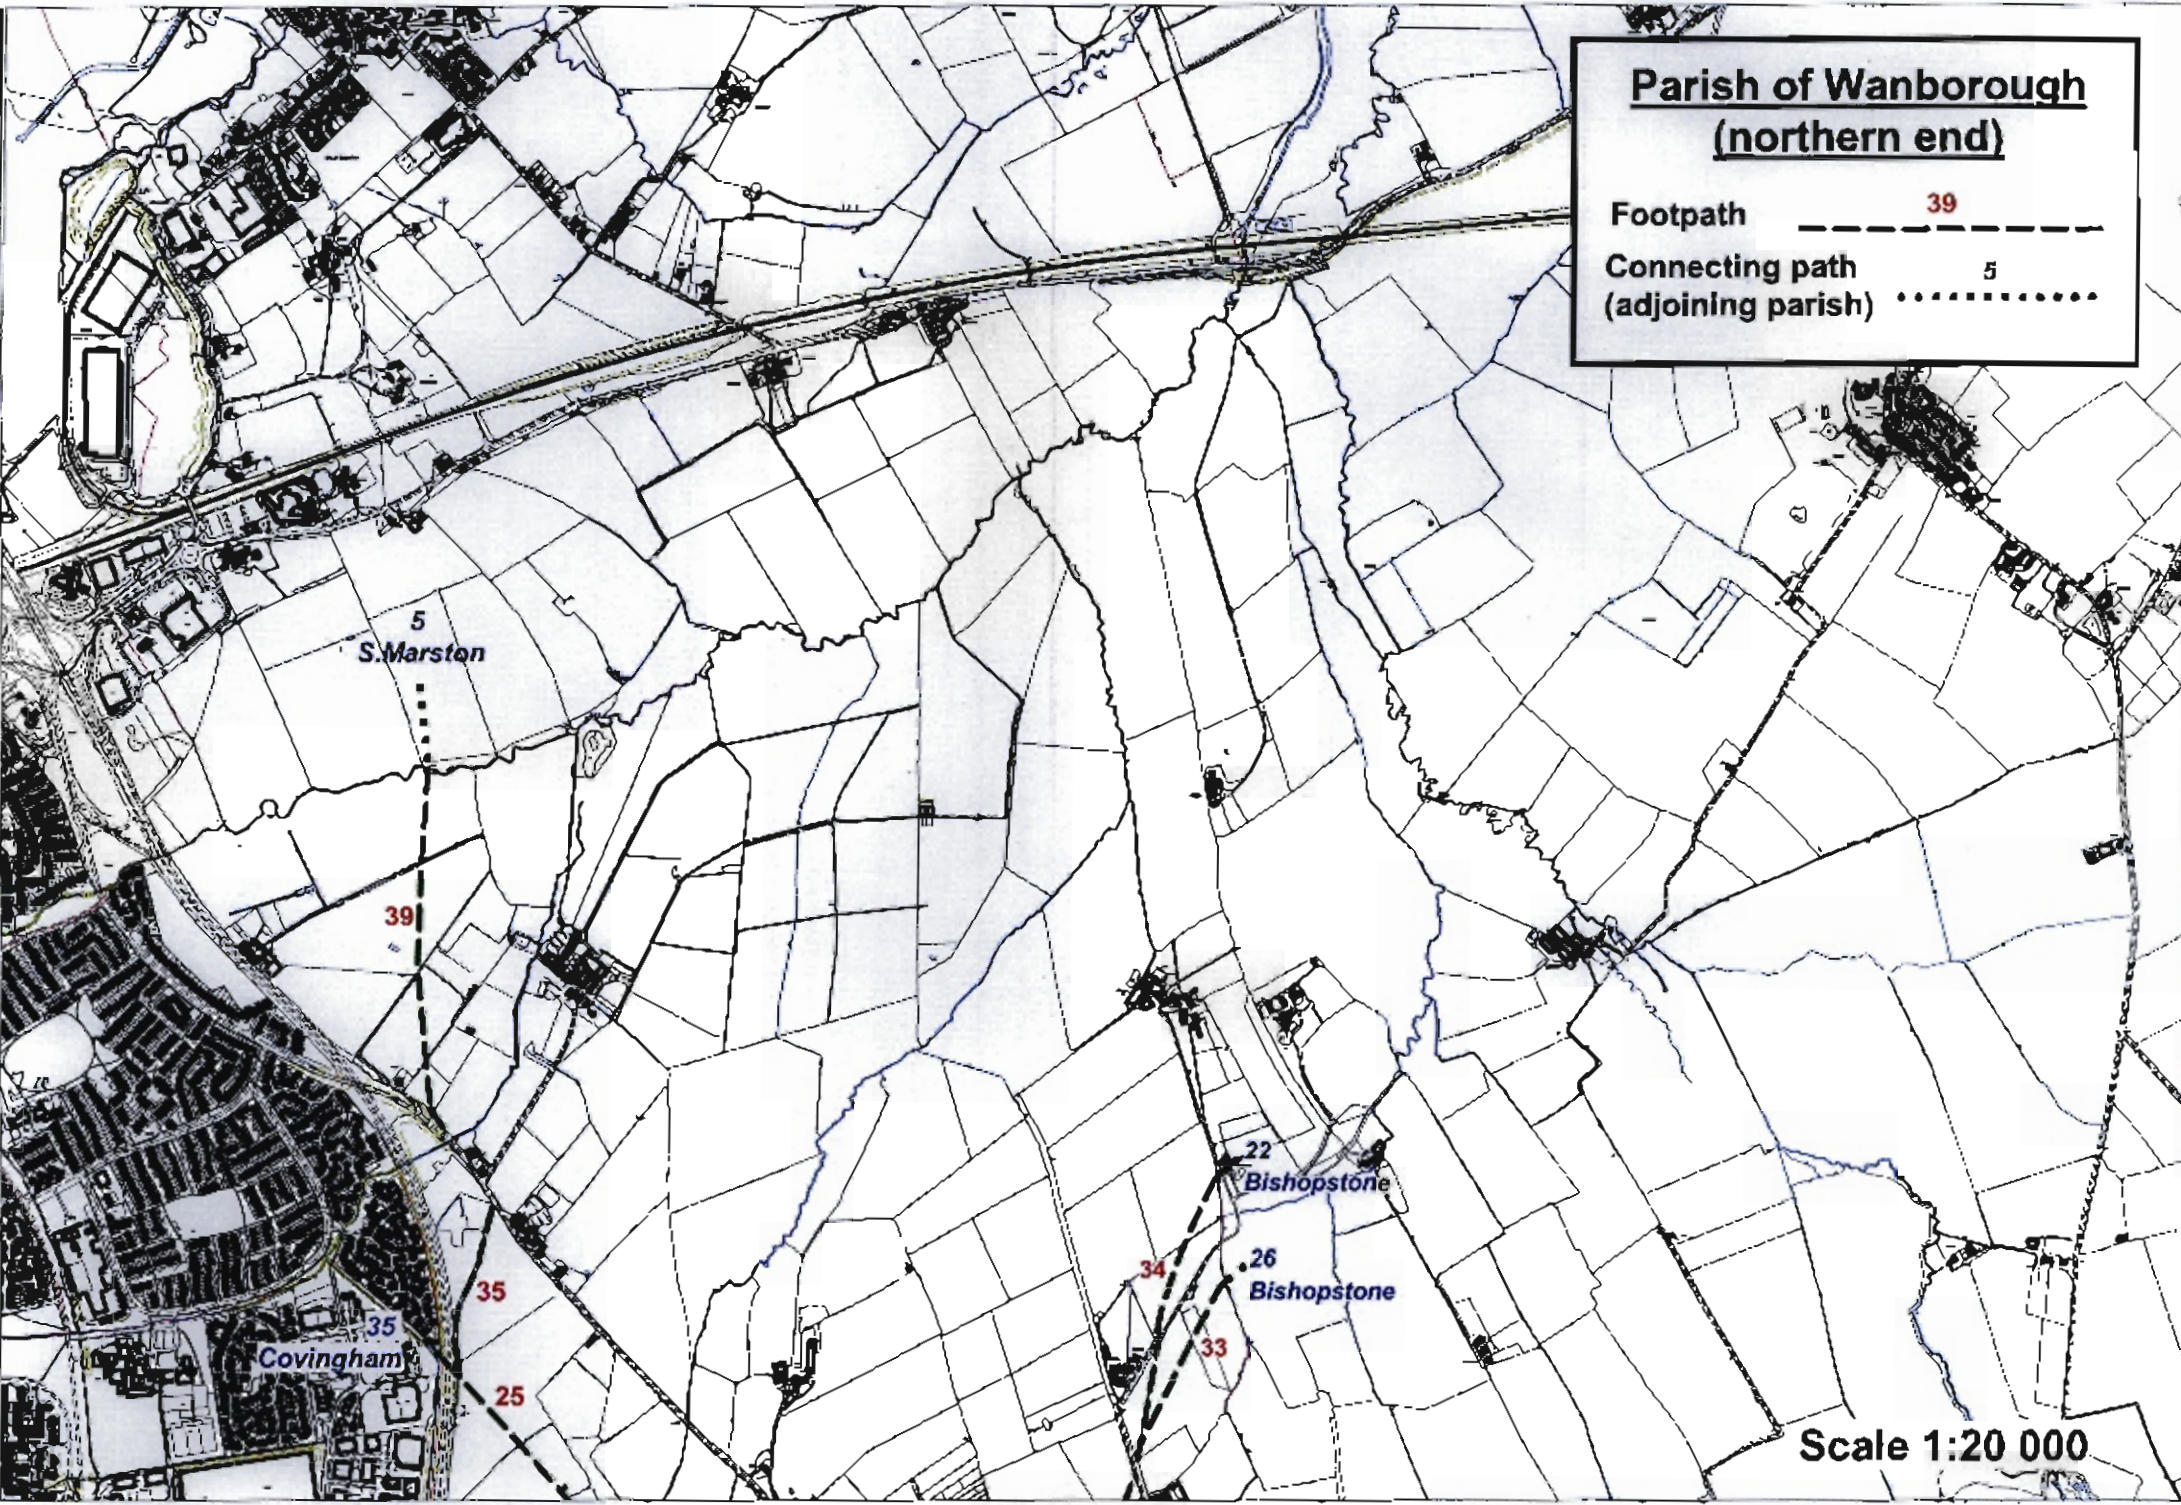 Parish of Wanborough
(northern end)
Footpath 39
Connecting path 5
(adjoining parish)
5
S.Marston
39
22
Bishopstone
26
Bishopstone
34
35
33
35
Covingham
25
Scale 1:20 000